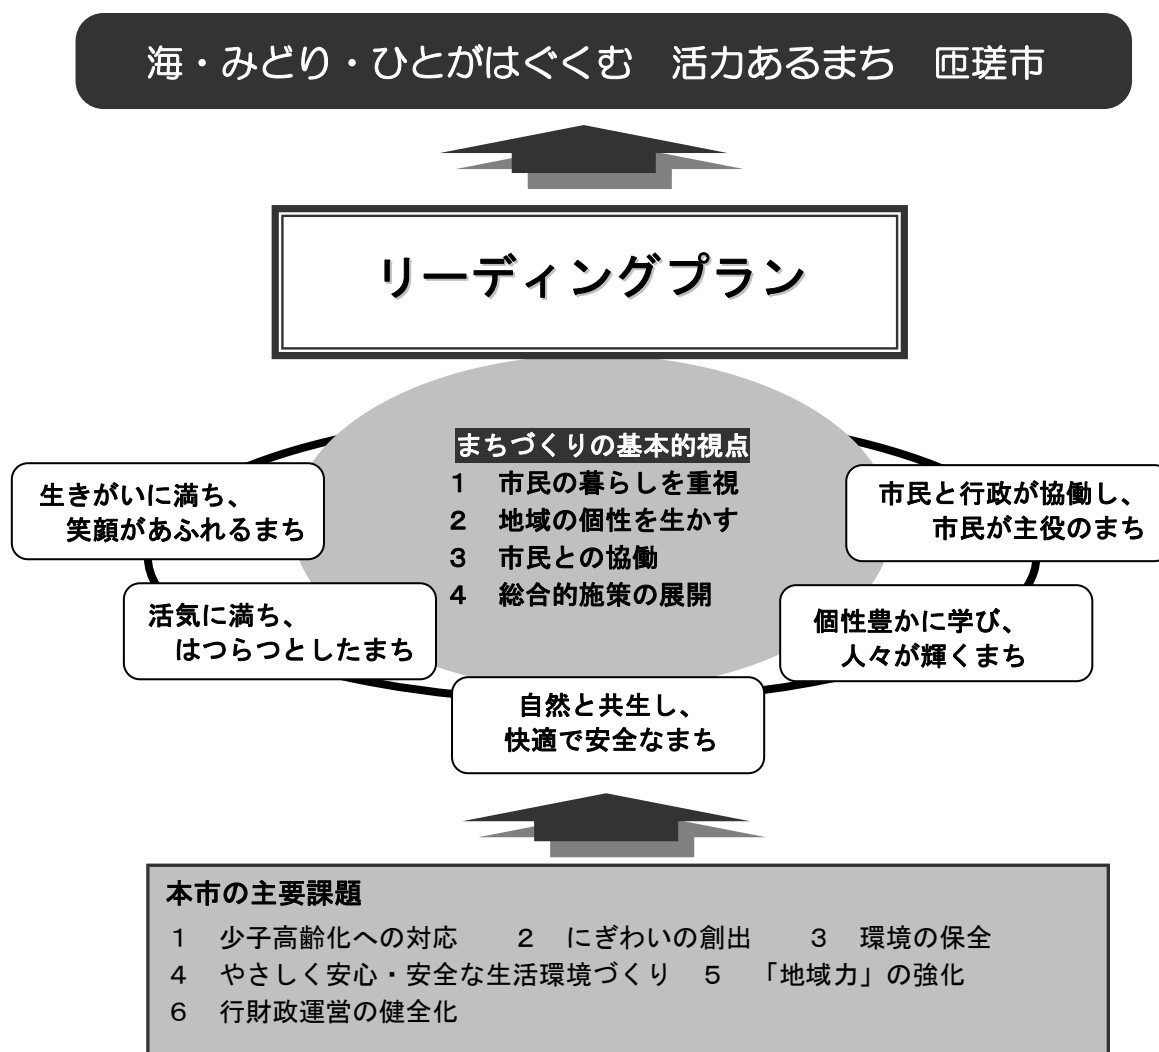 海・みどり・ひとがはぐくむ　活力あるまち　匝瑳市
リーディングプラン
まちづくりの基本的視点
１　市民の暮らしを重視
２　地域の個性を生かす
３　市民との協働
４　総合的施策の展開
生きがいに満ち、
笑顔があふれるまち
市民と行政が協働し、
市民が主役のまち
活気に満ち、
はつらつとしたまち
個性豊かに学び、
人々が輝くまち
自然と共生し、
快適で安全なまち
本市の主要課題
１　少子高齢化への対応　　２　にぎわいの創出　　３　環境の保全
４　やさしく安心・安全な生活環境づくり　５　「地域力」の強化
６　行財政運営の健全化